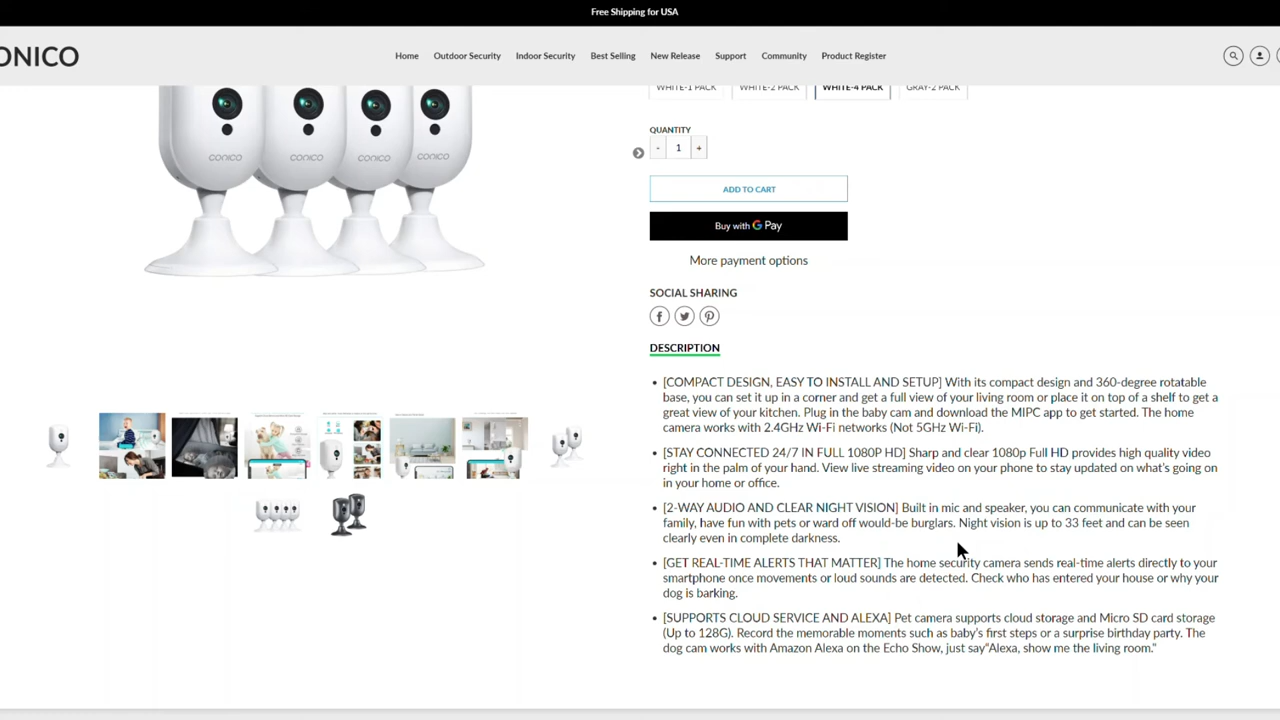 Free Shipping for USA
ONICO
Home
Outdoor Security
Indoor Security
Best Selling
New Release
Support
Community
Product Register
WHITE-1 PACK
WHITE-2 PACK
WHITE-4 PACK
GRAY-2 PACK
conico
conico
conico
conico
QUANTITY
- 1 +
ADD TO CART
Buy with G Pay
More payment options
SOCIAL SHARING
DESCRIPTION
• [COMPACT DESIGN, EASY TO INSTALL AND SETUP] With its compact design and 360-degree rotatable
base, you can set it up in a corner and get a full view of your living room or place it on top of a shelf to get a
great view of your kitchen. Plug in the baby cam and download the MIPC app to get started. The home
camera works with 2.4GHz Wi-Fi networks (Not 5GHz Wi-Fi).
• [STAY CONNECTED 24/7 IN FULL 1080P HD] Sharp and clear 1080p Full HD provides high quality video
right in the palm of your hand. View live streaming video on your phone to stay updated on what's going on
in your home or office.
• [2-WAY AUDIO AND CLEAR NIGHT VISION] Built in mic and speaker, you can communicate with your
family, have fun with pets or ward off would-be burglars. Night vision is up to 33 feet and can be seen
clearly even in complete darkness.
• [GET REAL-TIME ALERTS THAT MATTER] The home security camera sends real-time alerts directly to your
smartphone once movements or loud sounds are detected. Check who has entered your house or why your
dog is barking.
• [SUPPORTS CLOUD SERVICE AND ALEXA] Pet camera supports cloud storage and Micro SD card storage
(Up to 128G). Record the memorable moments such as baby's first steps or a surprise birthday party. The
dog cam works with Amazon Alexa on the Echo Show, just say"Alexa, show me the living room."